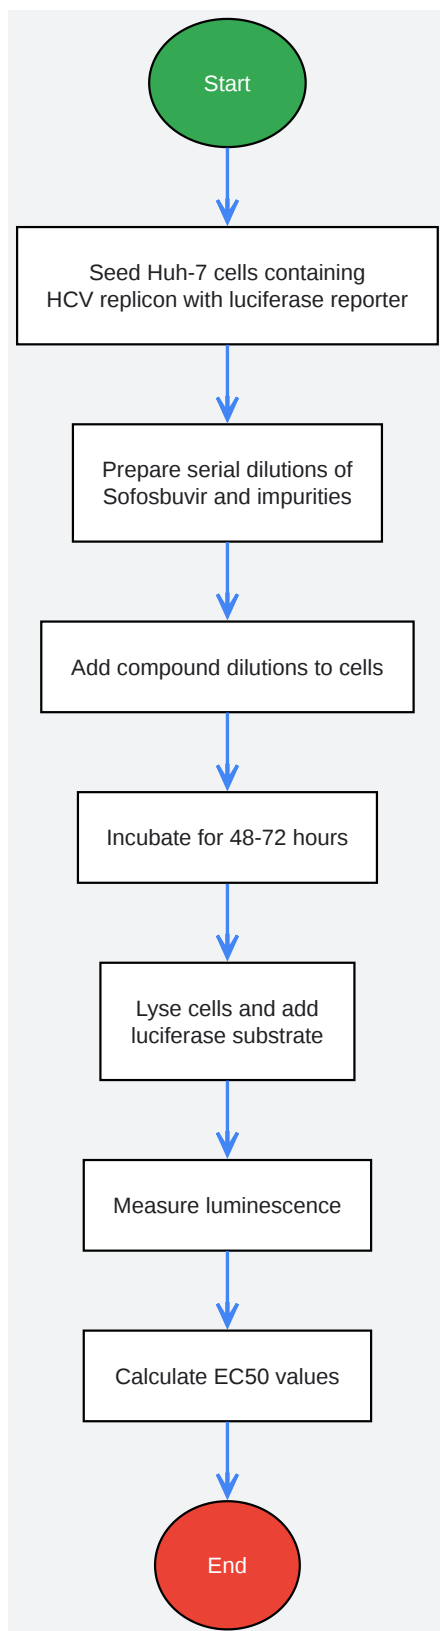 Start
Seed Huh-7 cells containing
HCV replicon with luciferase reporter
Prepare serial dilutions of
Sofosbuvir and impurities
Add compound dilutions to cells
Incubate for 48-72 hours
Lyse cells and add
luciferase substrate
Measure luminescence
Calculate EC50 values
End